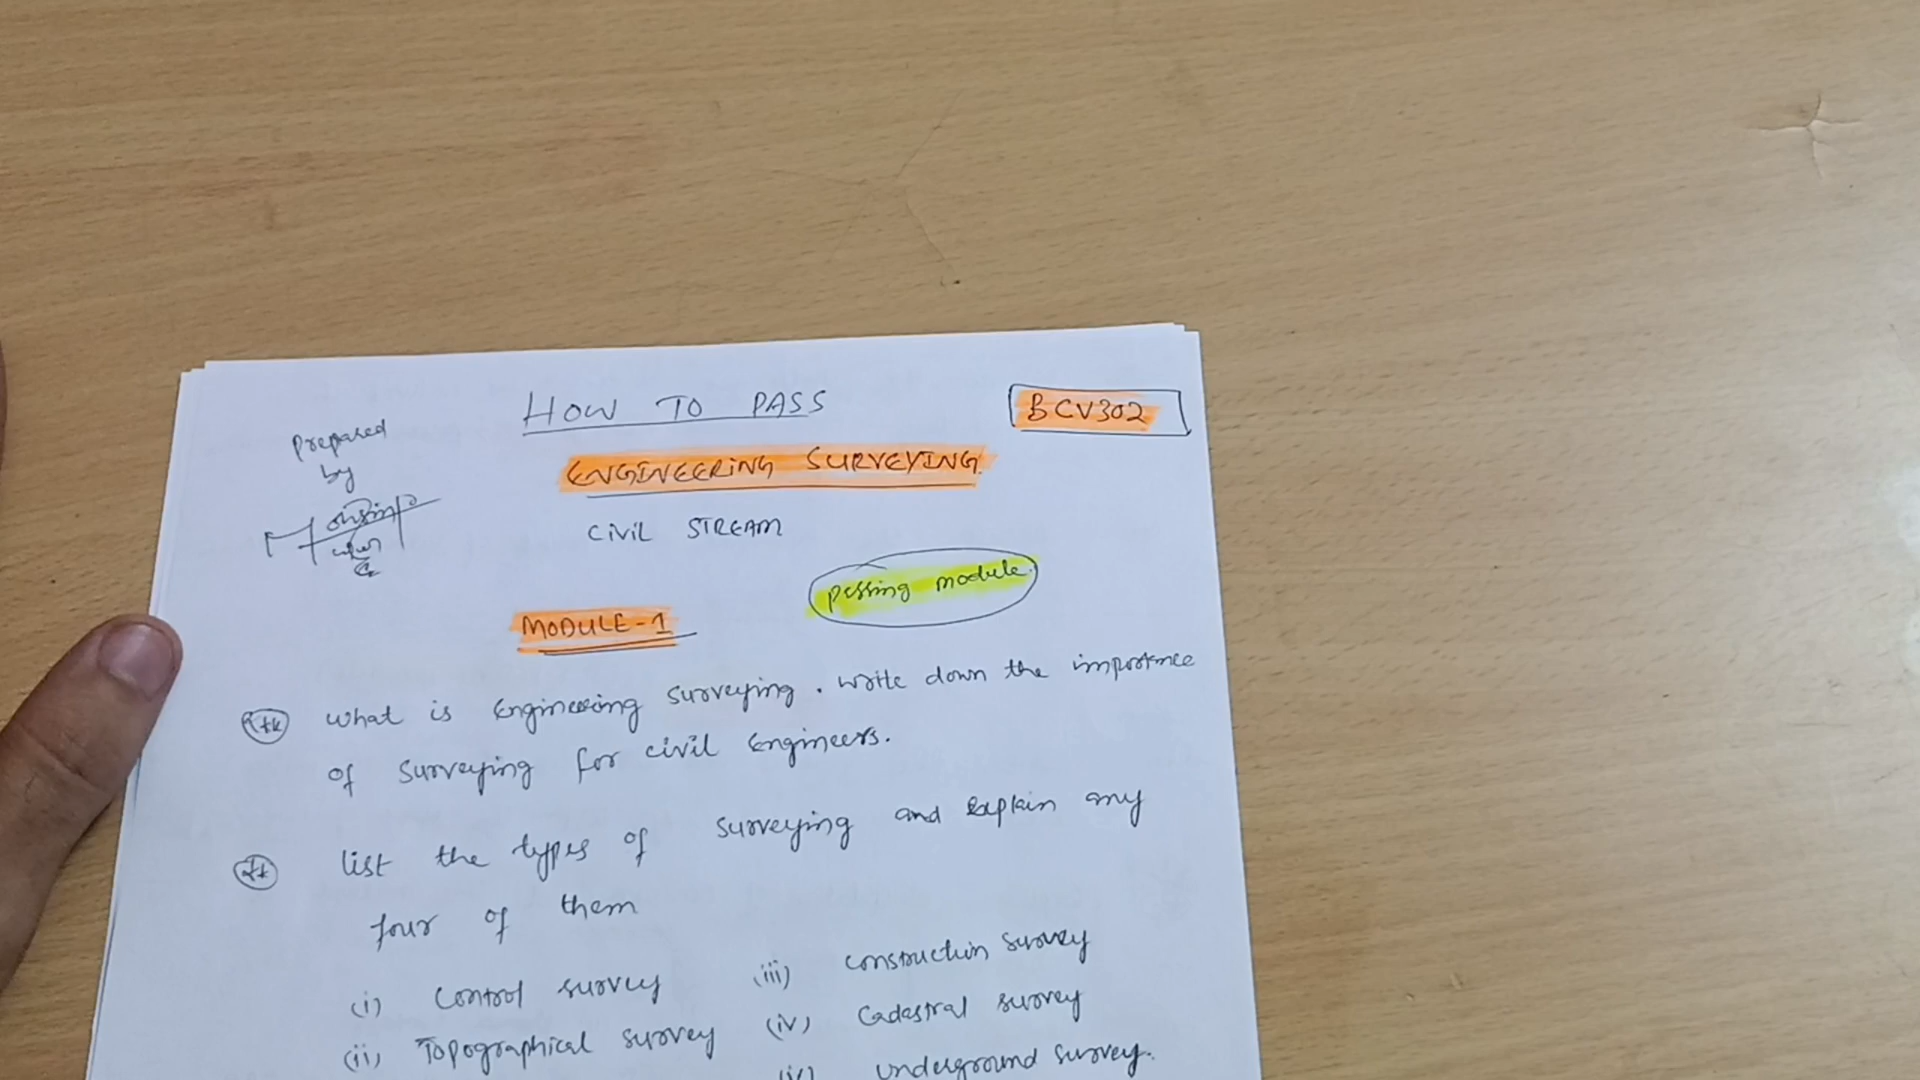 HOW TO PASS
BCV302
Prepared
by
ENGINEERING SURVEYING
CIVIL STREAM
passing module
MODULE-1
what is Engineering surveying. write down the importance
of surveying for civil Engineers.
list the types of surveying and Explain any
four of them
(i) control survey
(iii) construction survey
(ii) Topographical survey
(iv) Cadastral survey
underground survey.